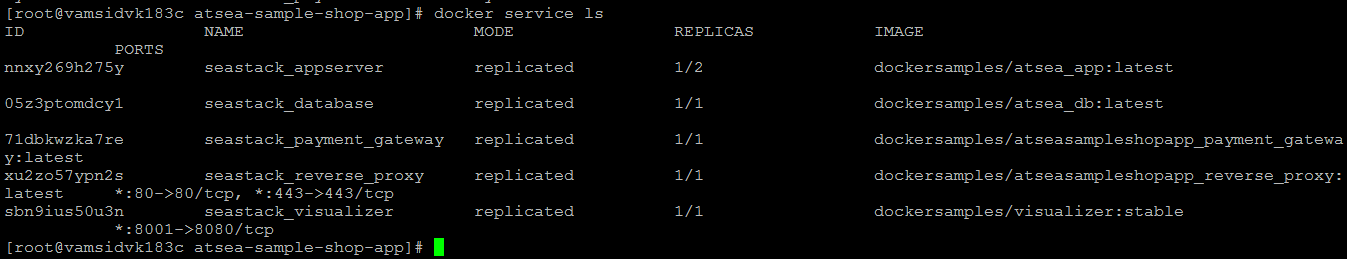 [root@vamsidvk183c atsea-sample-shop-app]# docker service ls
ID NAME MODE REPLICAS IMAGE
PORTS
nnxy269h275y seastack_appserver replicated 1/2 dockersamples/atsea_app:latest
05z3ptomdcy1 seastack_database replicated 1/1 dockersamples/atsea_db:latest
71dbkwzka7re seastack_payment_gateway replicated 1/1 dockersamples/atseasampleshopapp_payment_gatewa
y:latest
xu2zo57ypn2s seastack_reverse_proxy replicated 1/1 dockersamples/atseasampleshopapp_reverse_proxy:
latest *:80->80/tcp, *:443->443/tcp
sbn9ius50u3n seastack_visualizer replicated 1/1 dockersamples/visualizer:stable
*:8001->8080/tcp
[root@vamsidvk183c atsea-sample-shop-app]#